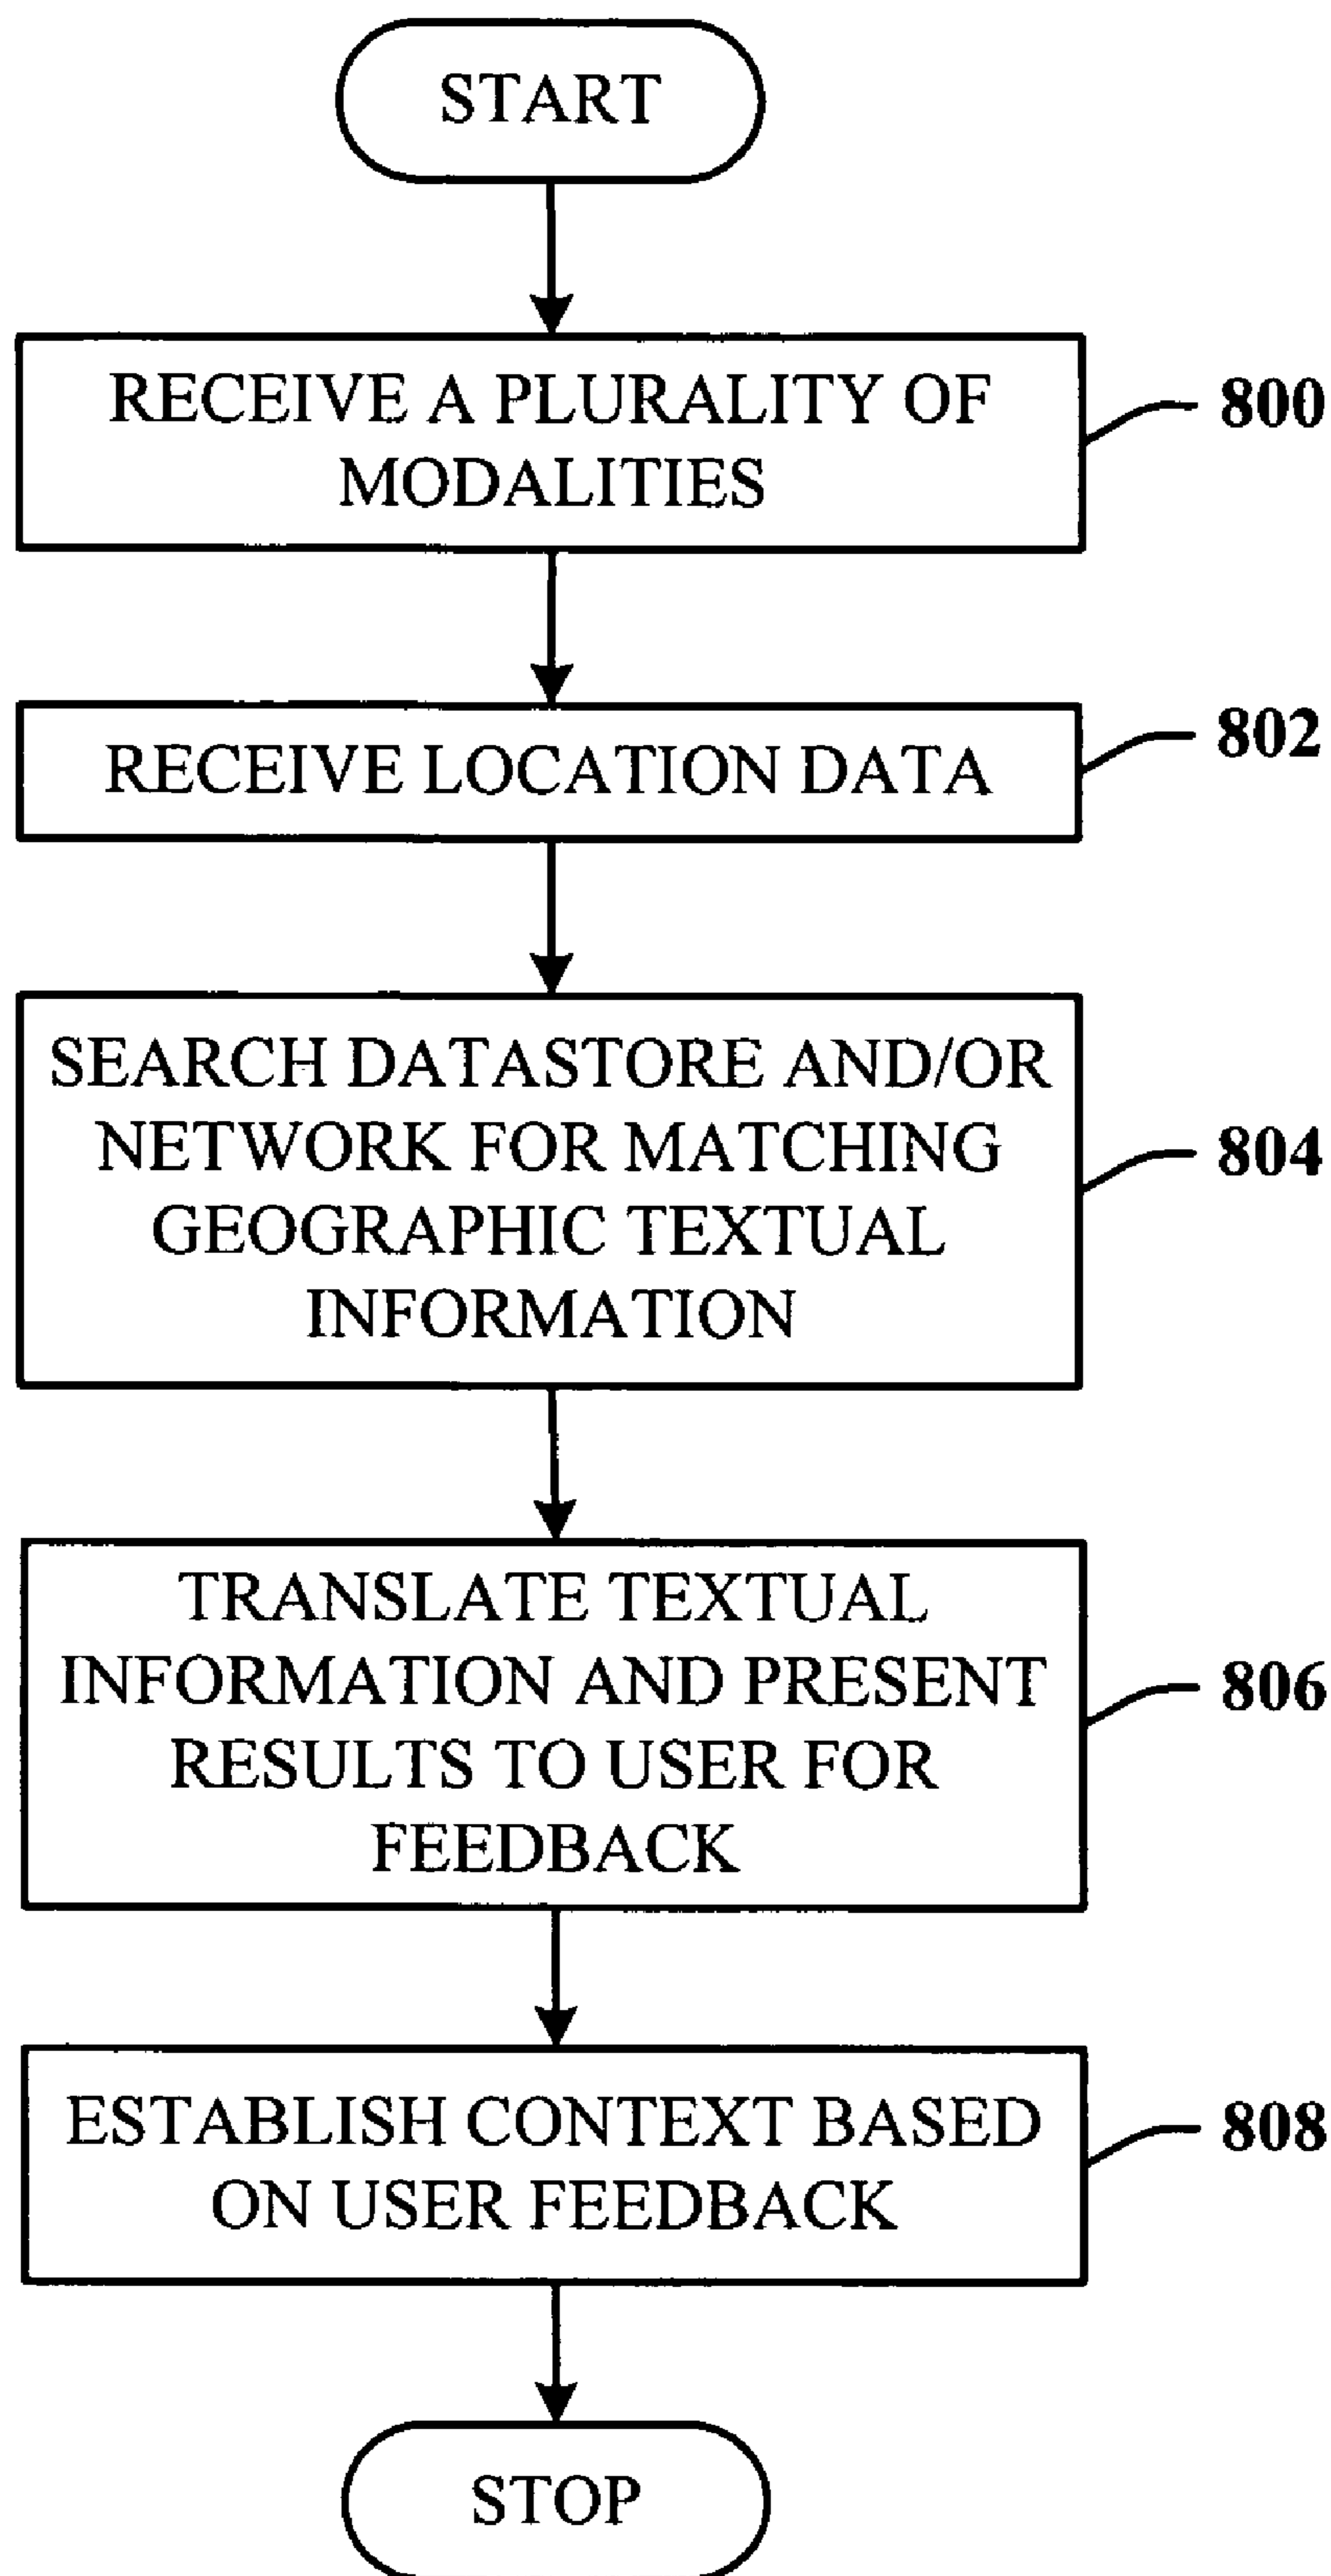 START
RECEIVE A PLURALITY OF
MODALITIES
800
RECEIVE LOCATION DATA
802
SEARCH DATASTORE AND/OR
NETWORK FOR MATCHING
GEOGRAPHIC TEXTUAL
INFORMATION
804
TRANSLATE TEXTUAL
INFORMATION AND PRESENT
RESULTS TO USER FOR
FEEDBACK
806
ESTABLISH CONTEXT BASED
ON USER FEEDBACK
808
STOP